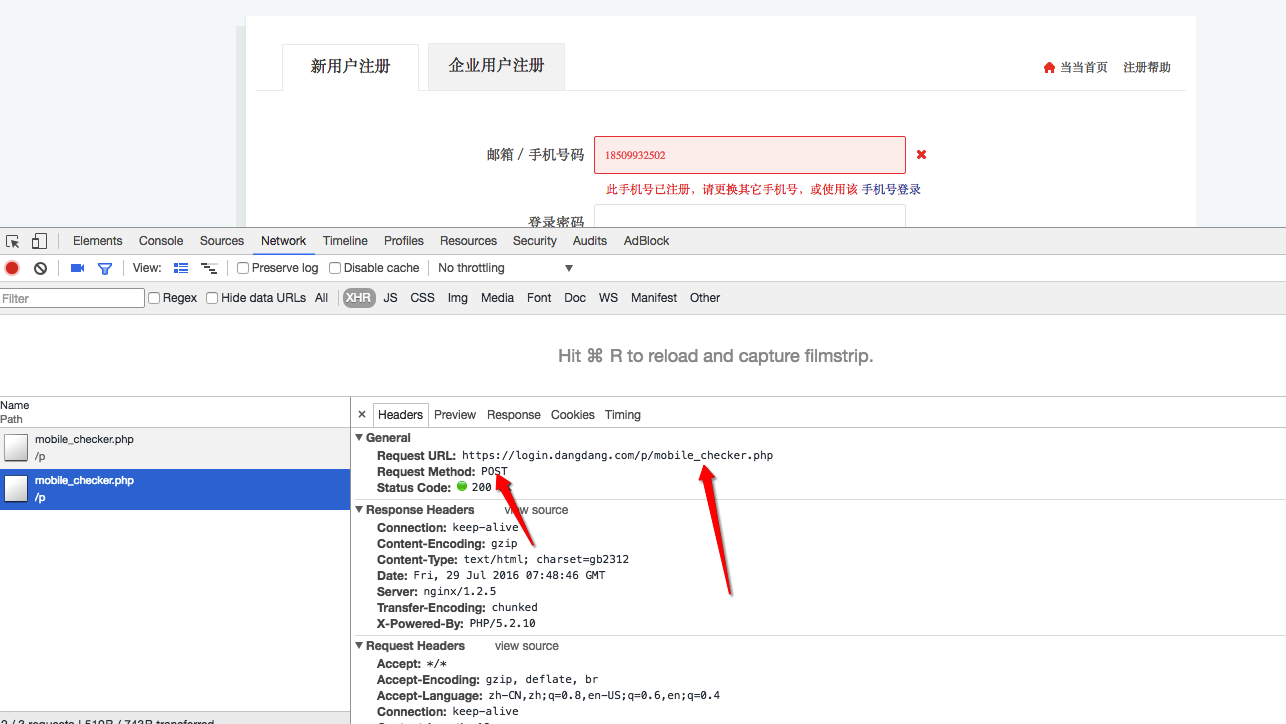 新用户注册 企业用户注册 当当首页 注册帮助
邮箱 / 手机号码 18509932502
此手机号已注册，请更换其它手机号，或使用该 手机号登录
登录密码
Elements Console Sources Network Timeline Profiles Resources Security Audits AdBlock
View: Preserve log Disable cache No throttling
Filter Regex Hide data URLs All XHR JS CSS Img Media Font Doc WS Manifest Other
Hit ⌘ R to reload and capture filmstrip.
Name
Path
mobile_checker.php
/p
mobile_checker.php
/p
× Headers Preview Response Cookies Timing
General
Request URL: https://login.dangdang.com/p/mobile_checker.php
Request Method: POST
Status Code: 200
Response Headers view source
Connection: keep-alive
Content-Encoding: gzip
Content-Type: text/html; charset=gb2312
Date: Fri, 29 Jul 2016 07:48:46 GMT
Server: nginx/1.2.5
Transfer-Encoding: chunked
X-Powered-By: PHP/5.2.10
Request Headers view source
Accept: */*
Accept-Encoding: gzip, deflate, br
Accept-Language: zh-CN,zh;q=0.8,en-US;q=0.6,en;q=0.4
Connection: keep-alive